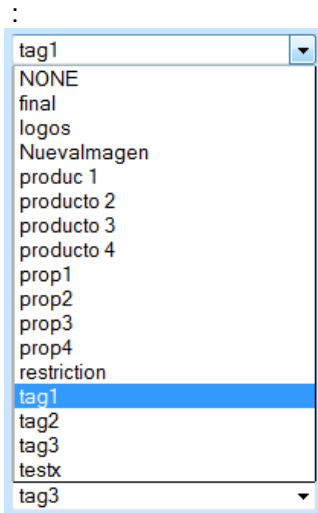 :
tag1
NONE
final
logos
NuevaImagen
produc 1
producto 2
producto 3
producto 4
prop1
prop2
prop3
prop4
restriction
tag1
tag2
tag3
testx
tag3